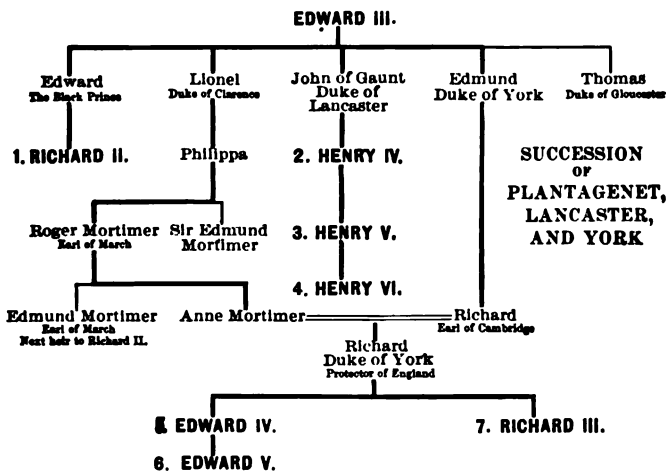 EDWARD III.
Edward
The Black Prince
Lionel
Duke of Clarence
John of Gaunt
Duke of
Lancaster
Edmund
Duke of York
Thomas
Duke of Gloucester
1. RICHARD II.
Philippa
2. HENRY IV.
SUCCESSION
OF
PLANTAGENET,
LANCASTER,
AND YORK
Roger Mortimer
Earl of March
Sir Edmund
Mortimer
3. HENRY V.
4. HENRY VI.
Edmund Mortimer
Earl of March
Next heir to Richard II.
Anne Mortimer
Richard
Earl of Cambridge
Richard
Duke of York
Protector of England
5. EDWARD IV.
7. RICHARD III.
6. EDWARD V.